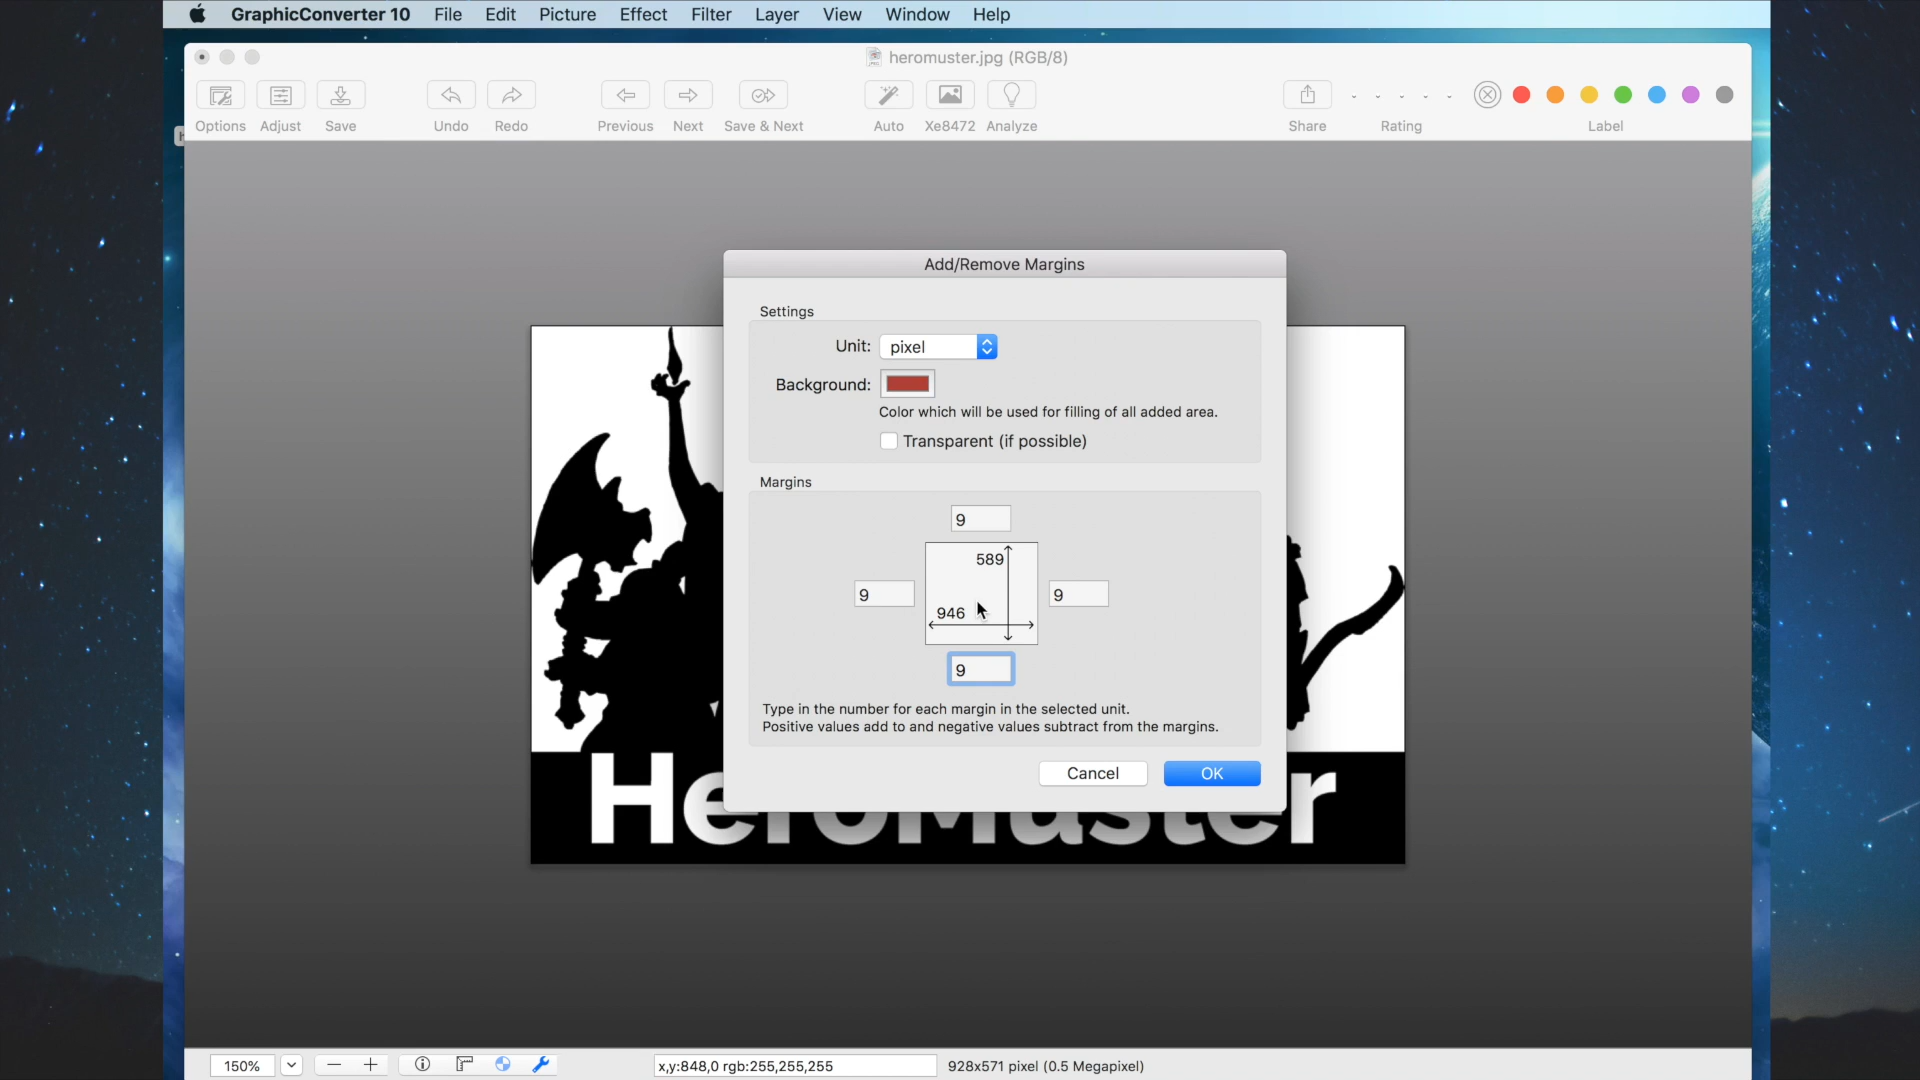 GraphicConverter 10 File Edit Picture Effect Filter Layer View Window Help
heromuster.jpg (RGB/8)
Options Adjust Save Undo Redo Previous Next Save & Next Auto Xe8472 Analyze Share Rating Label
Add/Remove Margins
Settings
Unit: pixel
Background:
Color which will be used for filling of all added area.
Transparent (if possible)
Margins
9
589
9
946
9
9
Type in the number for each margin in the selected unit.
Positive values add to and negative values subtract from the margins.
Cancel OK
HeroMuster
150% x,y:848,0 rgb:255,255,255 928x571 pixel (0.5 Megapixel)